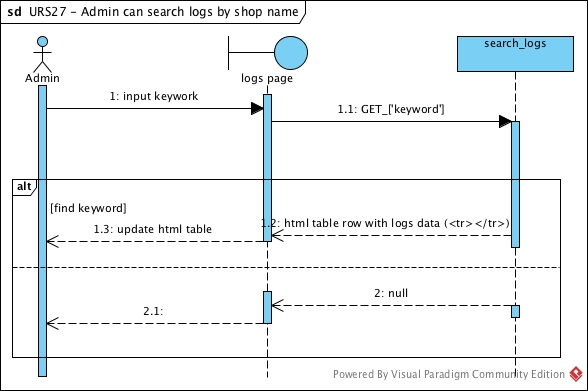 sd URS27 - Admin can search logs by shop name
search_logs
Admin
logs page
1: input keywork
1.1: GET_['keyword']
alt
[find keyword]
1.2: html table row with logs data (<tr></tr>)
1.3: update html table
2: null
2.1:
Powered By Visual Paradigm Community Edition